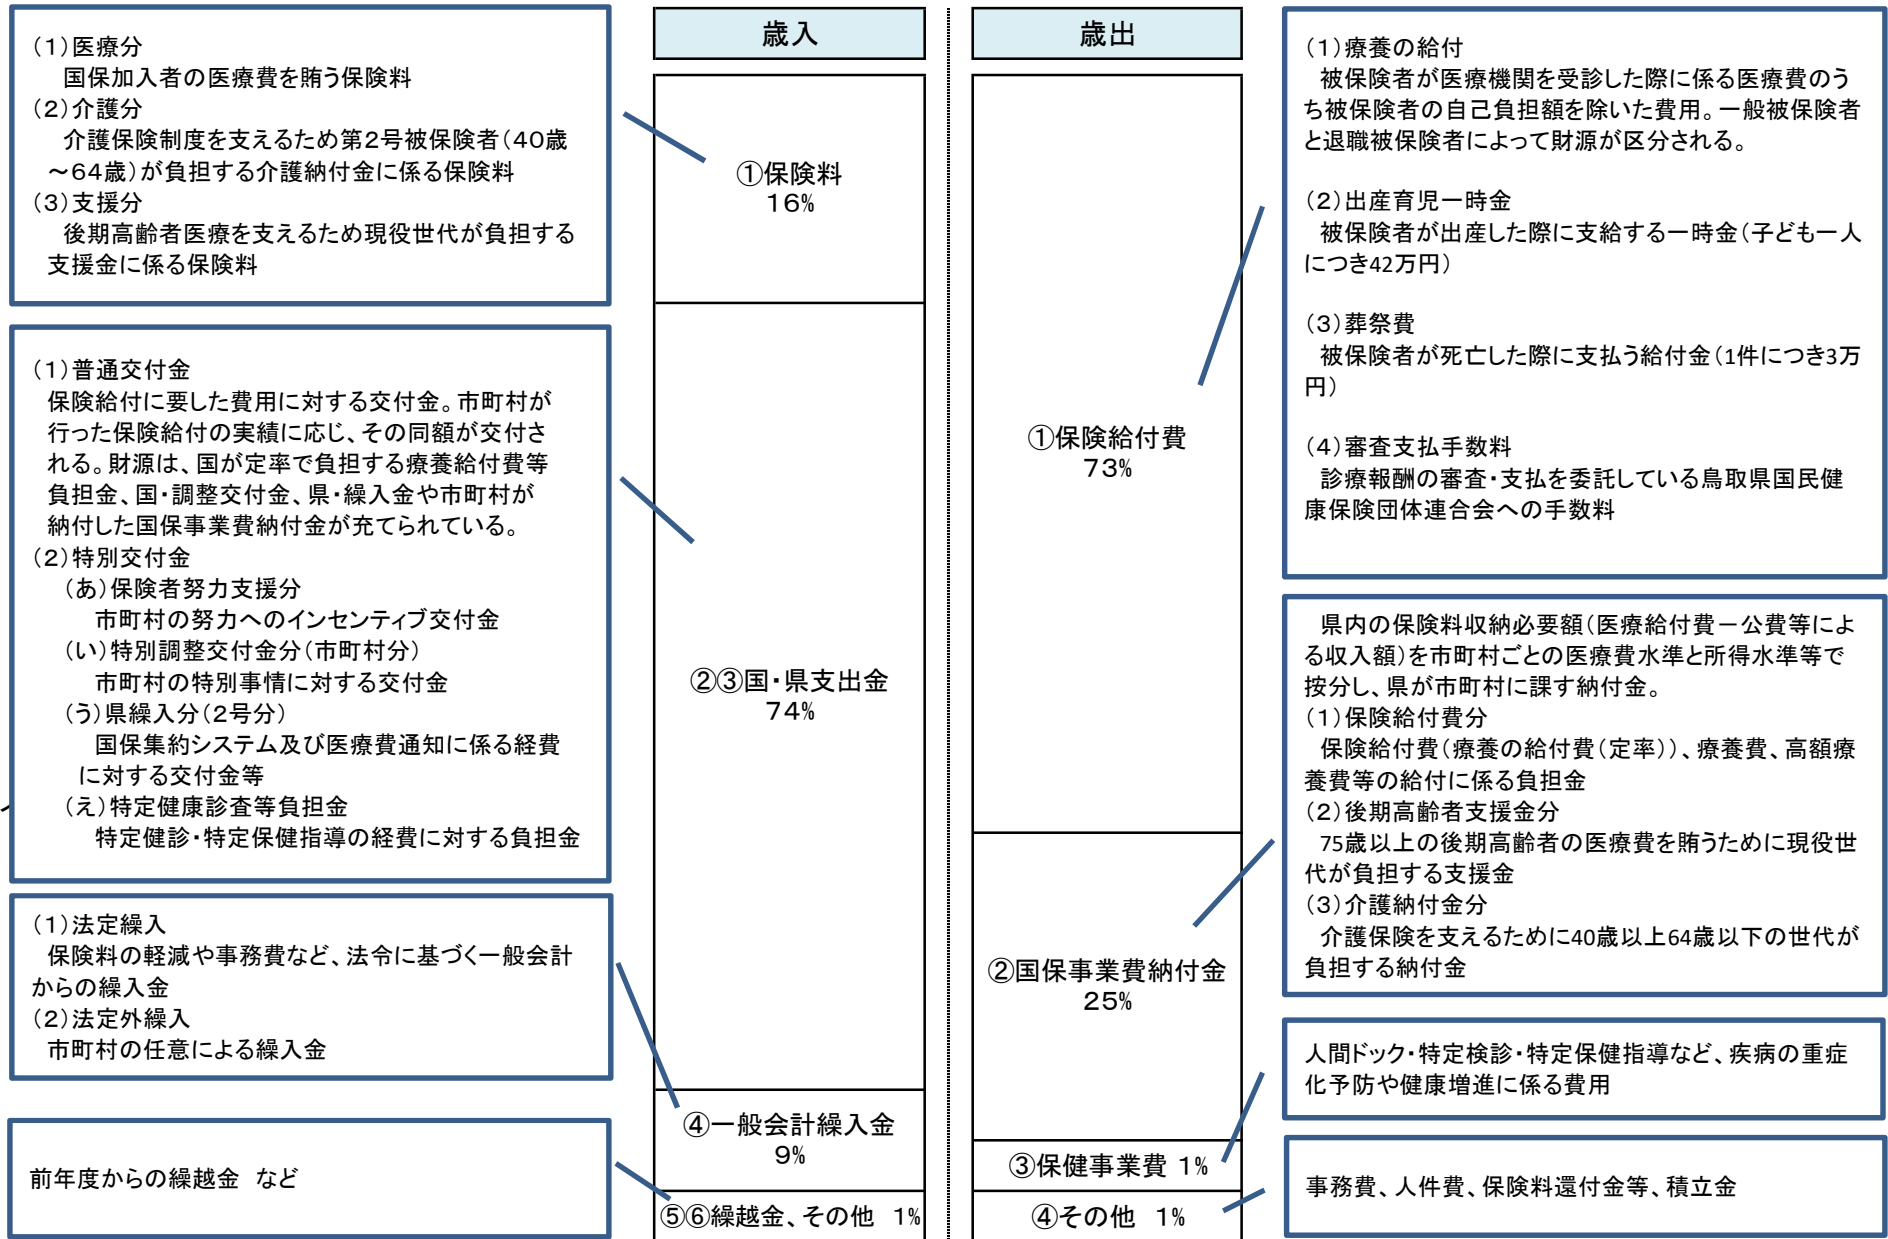 (1)医療分
国保加入者の医療費を賄う保険料
(2)介護分
介護保険制度を支えるため第2号被保険者(40歳
～64歳)が負担する介護納付金に係る保険料
(3)支援分
後期高齢者医療を支えるため現役世代が負担する
支援金に係る保険料
(1)普通交付金
保険給付に要した費用に対する交付金。市町村が
行った保険給付の実績に応じ、その同額が交付さ
れる。財源は、国が定率で負担する療養給付費等
負担金、国・調整交付金、県・繰入金や市町村が
納付した国保事業費納付金が充てられている。
(2)特別交付金
(あ)保険者努力支援分
市町村の努力へのインセンティブ交付金
(い)特別調整交付金分(市町村分)
市町村の特別事情に対する交付金
(う)県繰入分(2号分)
国保集約システム及び医療費通知に係る経費
に対する交付金等
(え)特定健康診査等負担金
特定健診・特定保健指導の経費に対する負担金
(1)法定繰入
保険料の軽減や事務費など、法令に基づく一般会計
からの繰入金
(2)法定外繰入
市町村の任意による繰入金
前年度からの繰越金 など
歳入
①保険料
16%
②③国・県支出金
74%
④一般会計繰入金
9%
⑤⑥繰越金、その他 1%
歳出
①保険給付費
73%
②国保事業費納付金
25%
③保健事業費 1%
④その他 1%
(1)療養の給付
被保険者が医療機関を受診した際に係る医療費のう
ち被保険者の自己負担額を除いた費用。一般被保険者
と退職被保険者によって財源が区分される。
(2)出産育児一時金
被保険者が出産した際に支給する一時金(子ども一人
につき42万円)
(3)葬祭費
被保険者が死亡した際に支払う給付金(1件につき3万
円)
(4)審査支払手数料
診療報酬の審査・支払を委託している鳥取県国民健
康保険団体連合会への手数料
県内の保険料収納必要額(医療給付費－公費等によ
る収入額)を市町村ごとの医療費水準と所得水準等で
按分し、県が市町村に課す納付金。
(1)保険給付費分
保険給付費(療養の給付費(定率))、療養費、高額療
養費等の給付に係る負担金
(2)後期高齢者支援金分
75歳以上の後期高齢者の医療費を賄うために現役世
代が負担する支援金
(3)介護納付金分
介護保険を支えるために40歳以上64歳以下の世代が
負担する納付金
人間ドック・特定検診・特定保健指導など、疾病の重症
化予防や健康増進に係る費用
事務費、人件費、保険料還付金等、積立金